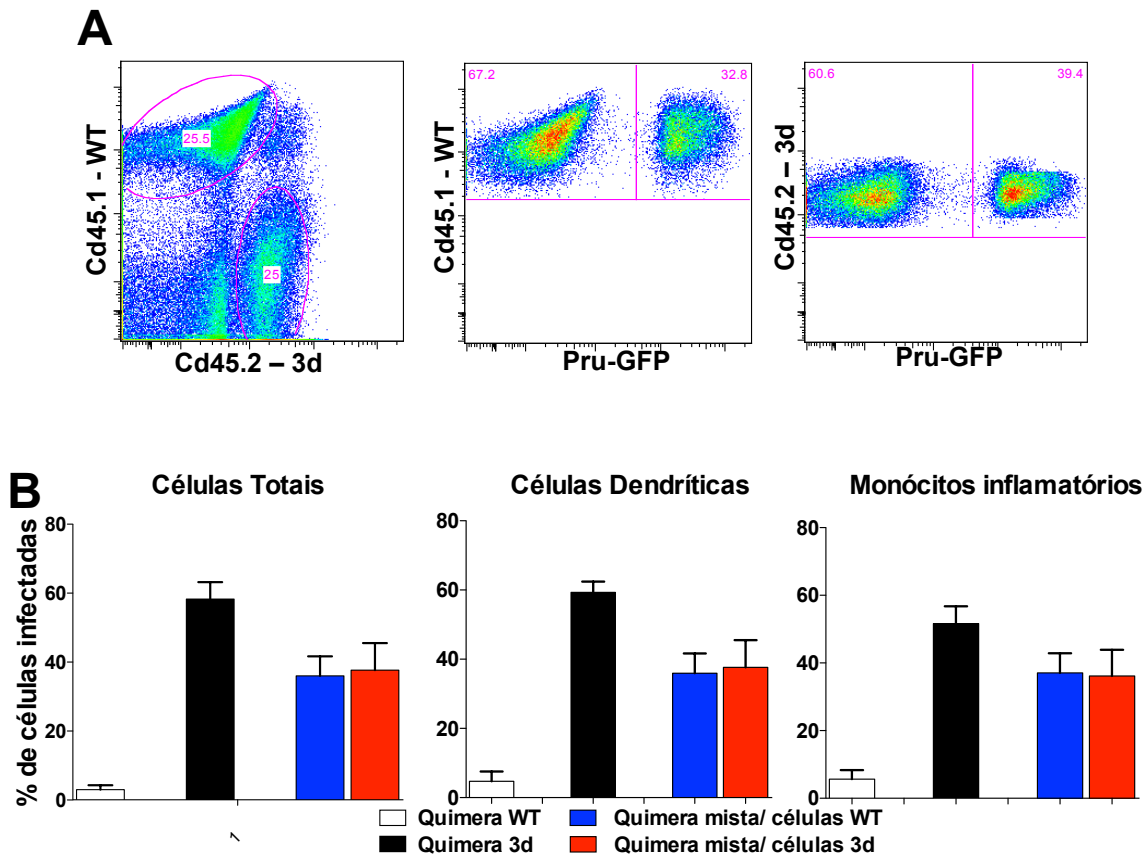 A
Cd45.1 - WT
25.5
25
Cd45.2 – 3d
Cd45.1 - WT
67.2
32.8
Pru-GFP
Cd45.2 – 3d
60.6
39.4
Pru-GFP
B
% de células infectadas
Células Totais
80
60
40
20
0
Células Dendríticas
80
60
40
20
0
Monócitos inflamatórios
80
60
40
20
0
Quimera WT
Quimera 3d
Quimera mista/ células WT
Quimera mista/ células 3d